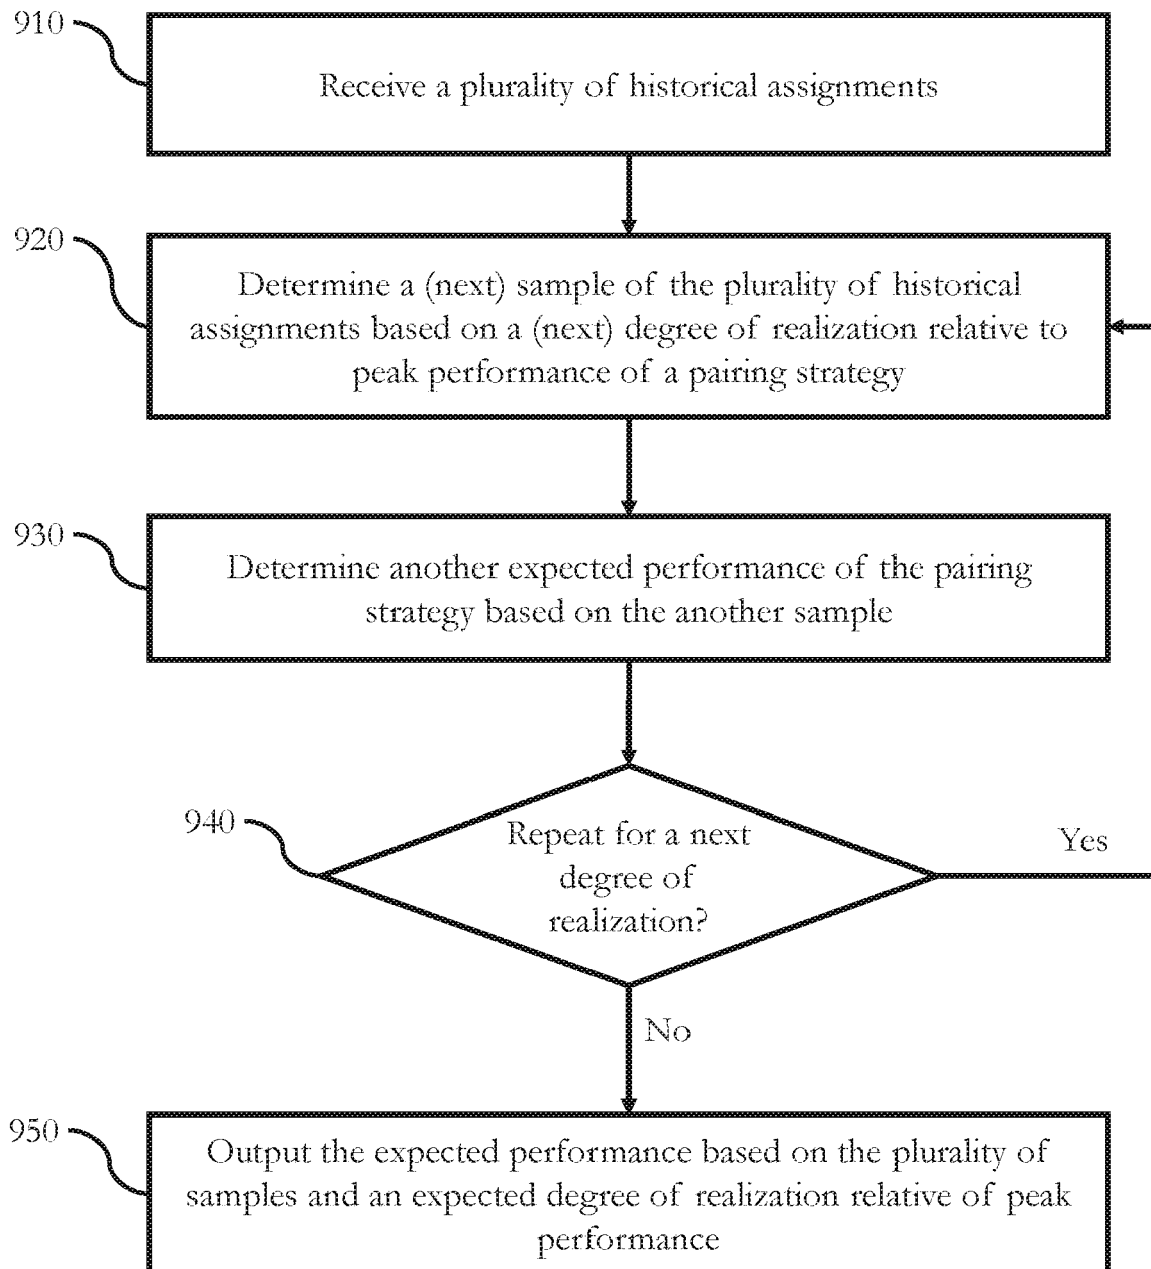 910
Receive a plurality of historical assignments
920
Determine a (next) sample of the plurality of historical
assignments based on a (next) degree of realization relative to
peak performance of a pairing strategy
930
Determine another expected performance of the pairing
strategy based on the another sample
940
Repeat for a next
degree of
realization?
Yes
No
950
Output the expected performance based on the plurality of
samples and an expected degree of realization relative of peak
performance